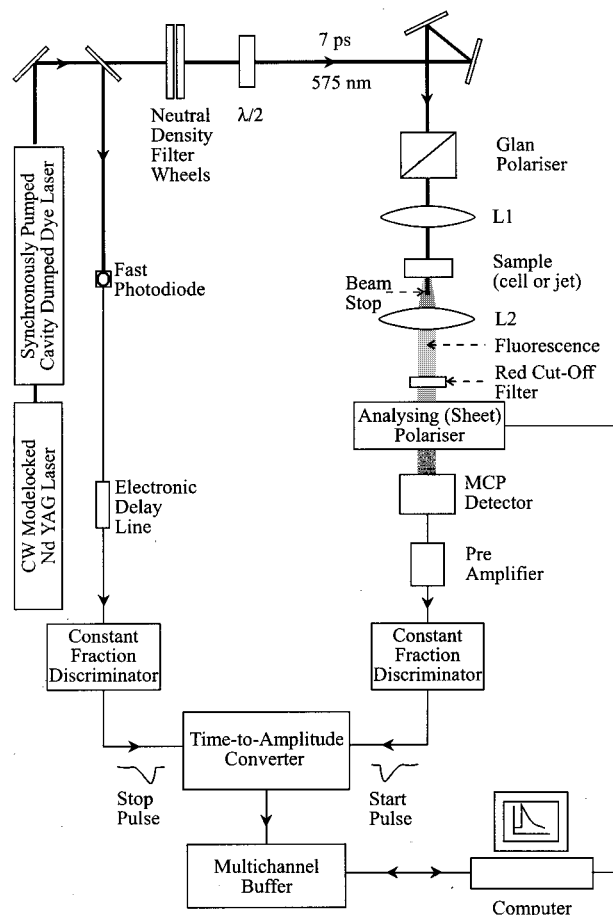 7 ps
575 nm
Neutral
Density
Filter
Wheels
λ/2
Glan
Polariser
L1
Synchronously Pumped
Cavity Dumped Dye Laser
Fast
Photodiode
Sample
(cell or jet)
Beam
Stop
L2
Fluorescence
Red Cut-Off
Filter
Analysing (Sheet)
Polariser
CW Modelocked
Nd YAG Laser
Electronic
Delay
Line
MCP
Detector
Pre
Amplifier
Constant
Fraction
Discriminator
Constant
Fraction
Discriminator
Time-to-Amplitude
Converter
Stop
Pulse
Start
Pulse
Multichannel
Buffer
Computer